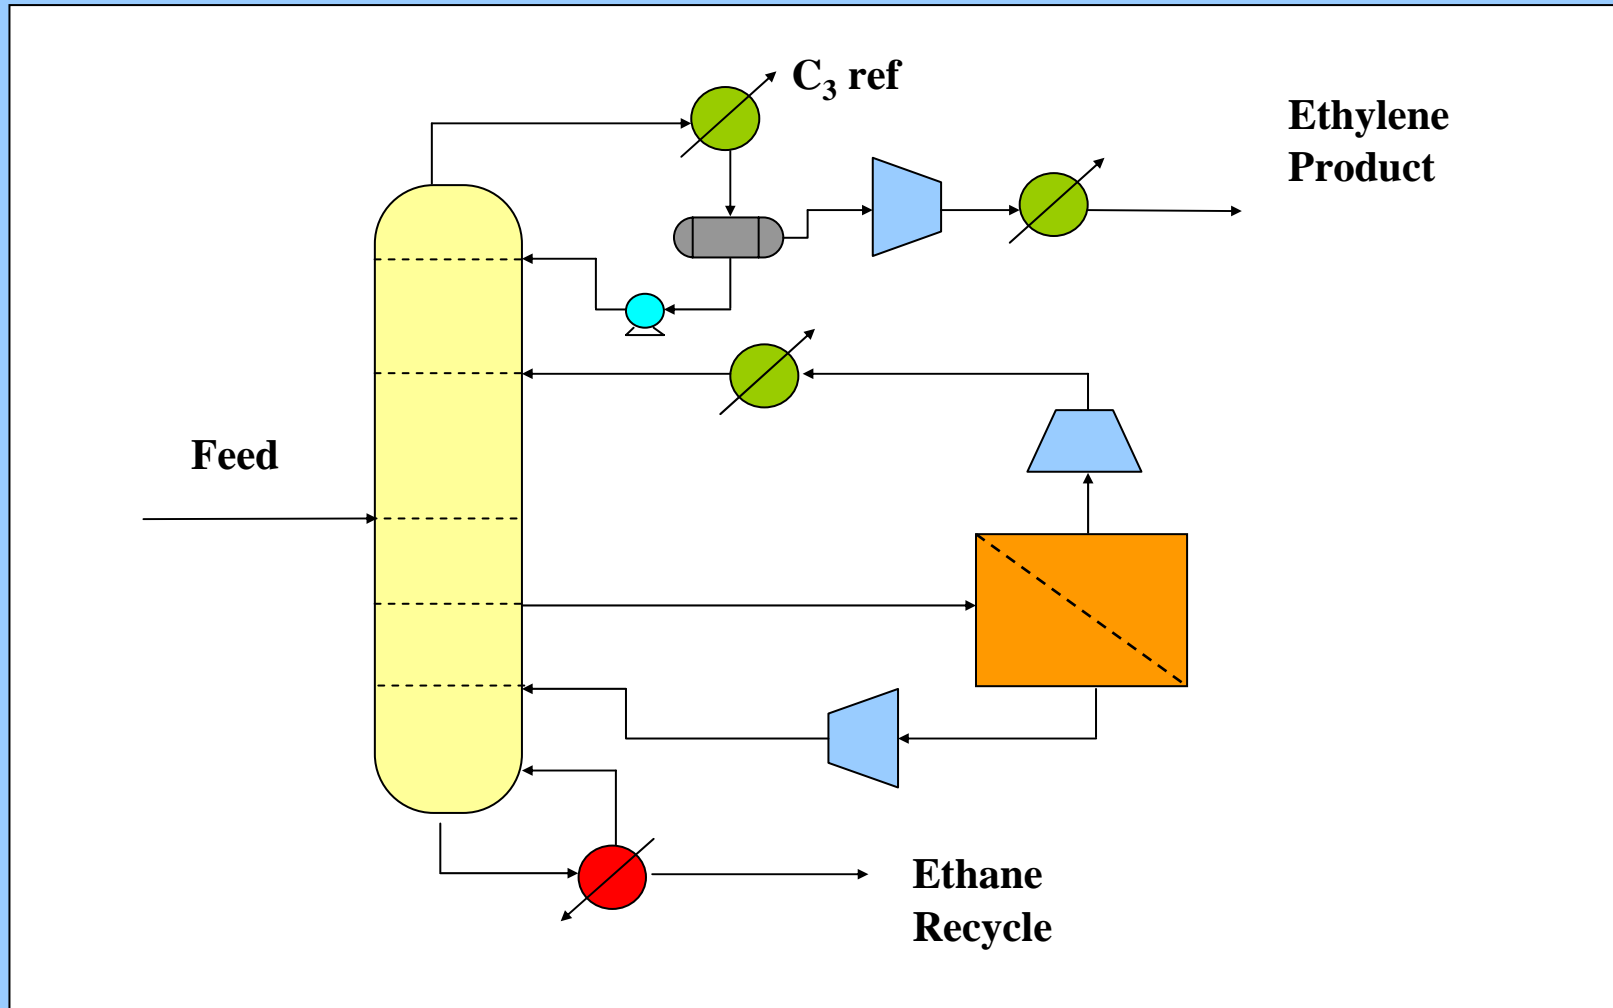 C₃ ref
Ethylene
Product
Feed
Ethane
Recycle